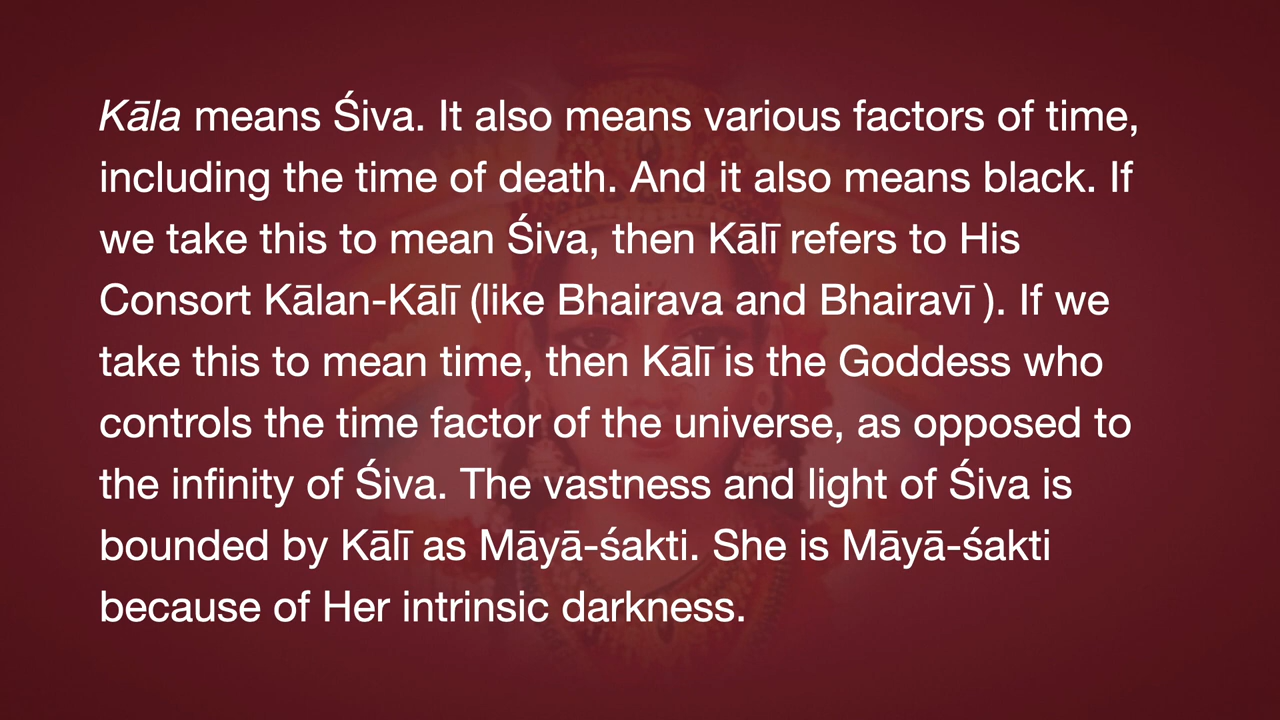 Kāla means Śiva. It also means various factors of time,
including the time of death. And it also means black. If
we take this to mean Śiva, then Kālī refers to His
Consort Kālan-Kālī (like Bhairava and Bhairavī ). If we
take this to mean time, then Kālī is the Goddess who
controls the time factor of the universe, as opposed to
the infinity of Śiva. The vastness and light of Śiva is
bounded by Kālī as Māyā-śakti. She is Māyā-śakti
because of Her intrinsic darkness.